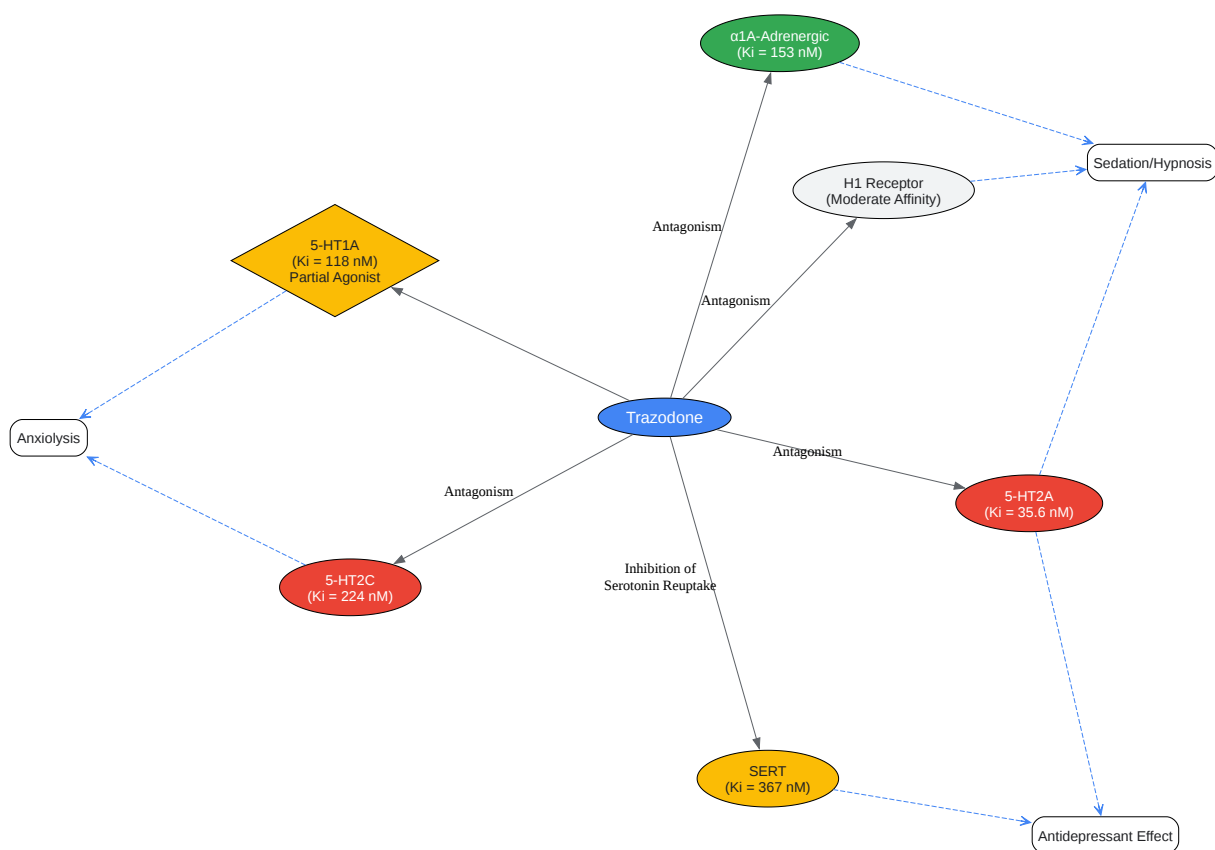 α1A-Adrenergic
(Ki = 153 nM)
Sedation/Hypnosis
H1 Receptor
(Moderate Affinity)
Antagonism
5-HT1A
(Ki = 118 nM)
Partial Agonist
Antagonism
Trazodone
Anxiolysis
Antagonism
Antagonism
5-HT2A
(Ki = 35.6 nM)
Inhibition of
Serotonin Reuptake
5-HT2C
(Ki = 224 nM)
SERT
(Ki = 367 nM)
Antidepressant Effect